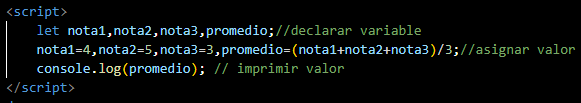 <script>
let nota1,nota2,nota3,promedio;//declarar variable
nota1=4,nota2=5,nota3=3,promedio=(nota1+nota2+nota3)/3;//asignar valor
console.log(promedio); // imprimir valor
</script>